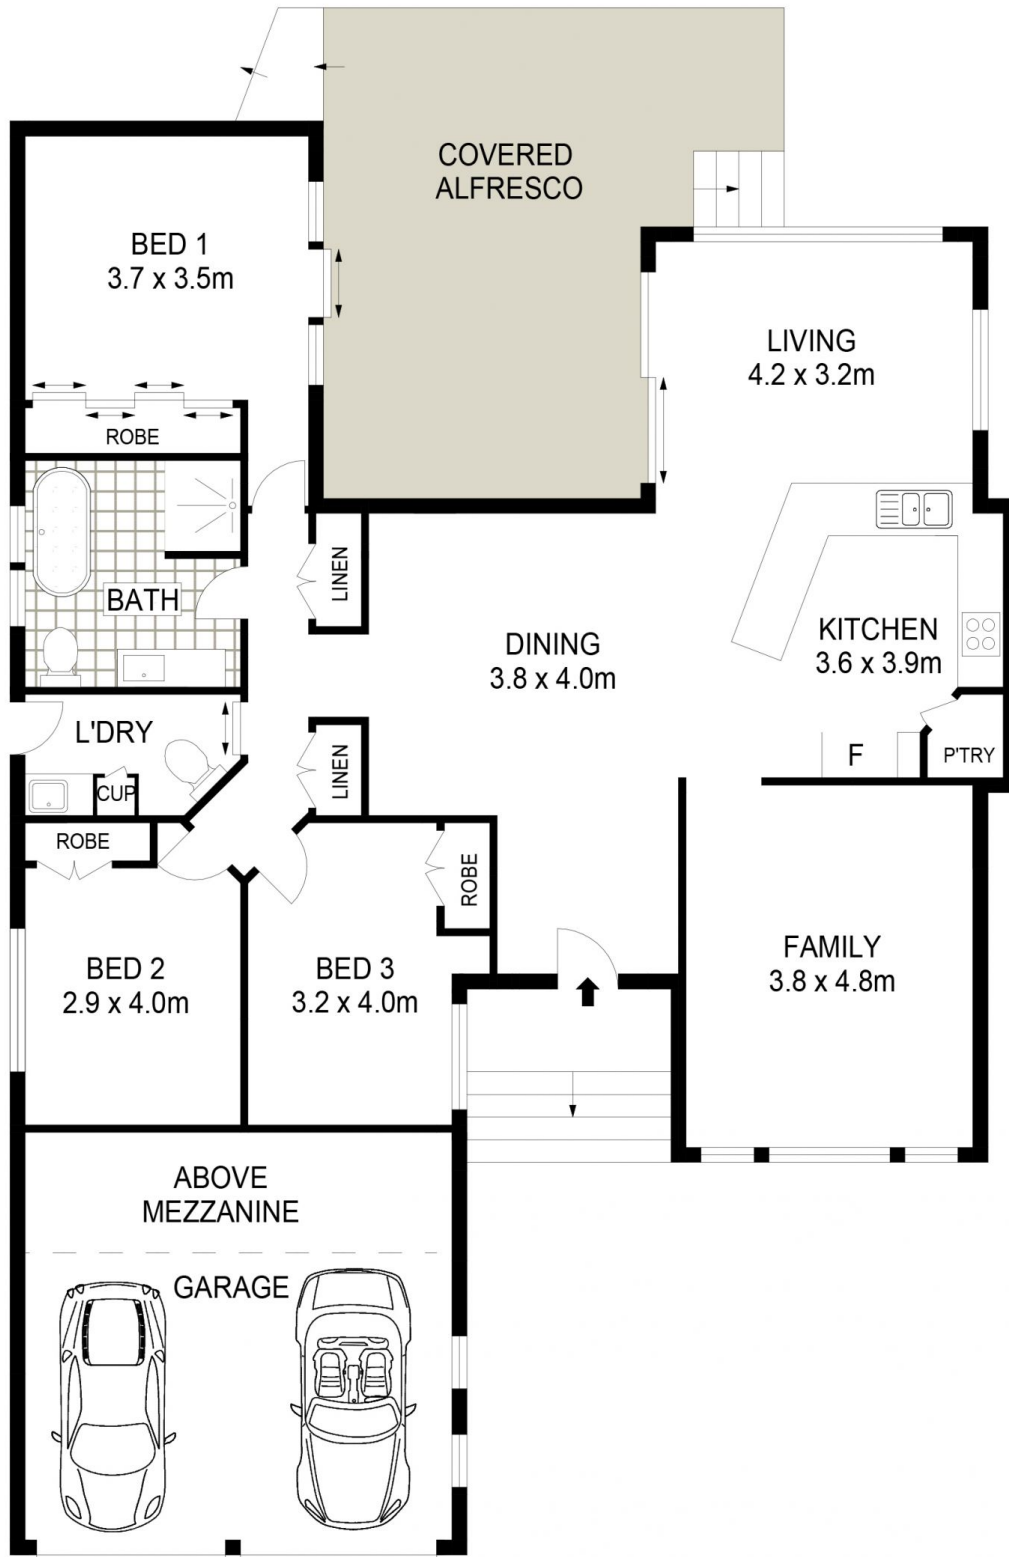 COVERED
ALFRESCO
BED 1
3.7 x 3.5m
LIVING
4.2 x 3.2m
ROBE
LINEN
BATH
DINING
3.8 x 4.0m
KITCHEN
3.6 x 3.9m
L'DRY
LINEN
F
P'TRY
CUP
ROBE
ROBE
BED 2
2.9 x 4.0m
BED 3
3.2 x 4.0m
FAMILY
3.8 x 4.8m
ABOVE
MEZZANINE
GARAGE